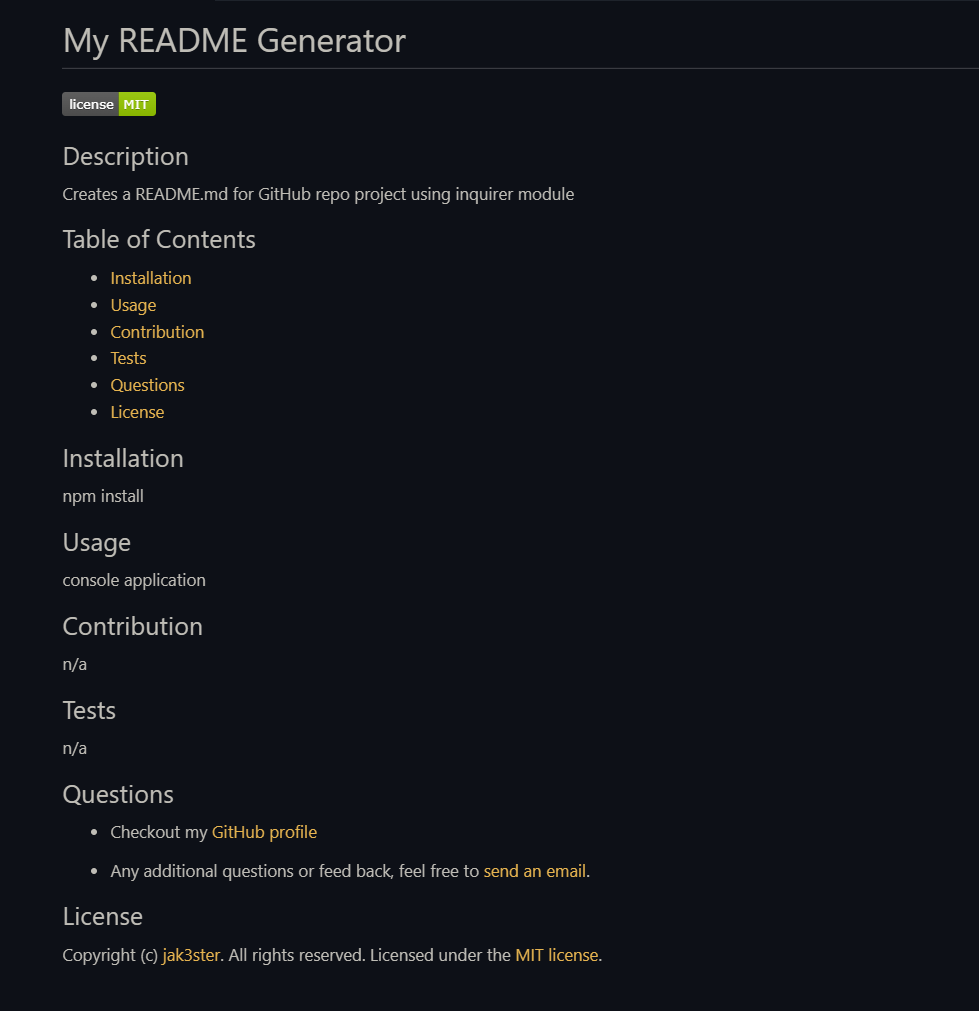 My README Generator
license MIT
Description
Creates a README.md for GitHub repo project using inquirer module
Table of Contents
Installation
Usage
Contribution
Tests
Questions
License
Installation
npm install
Usage
console application
Contribution
n/a
Tests
n/a
Questions
Checkout my GitHub profile
Any additional questions or feed back, feel free to send an email.
License
Copyright (c) jak3ster. All rights reserved. Licensed under the MIT license.